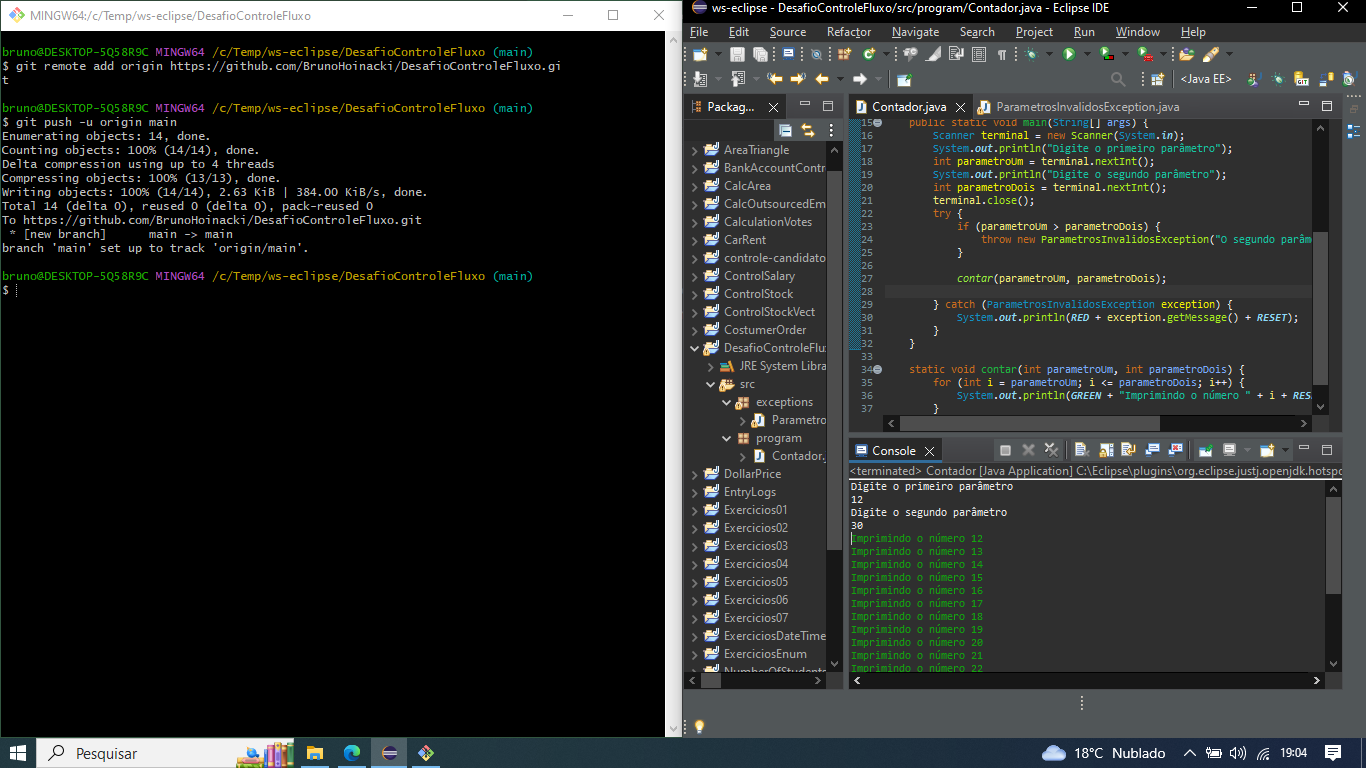 MINGW64:/c/Temp/ws-eclipse/DesafioControleFluxo
bruno@DESKTOP-5Q58R9C MINGW64 /c/Temp/ws-eclipse/DesafioControleFluxo (main)
$ git remote add origin https://github.com/BrunoHoinacki/DesafioControleFluxo.gi
t
bruno@DESKTOP-5Q58R9C MINGW64 /c/Temp/ws-eclipse/DesafioControleFluxo (main)
$ git push -u origin main
Enumerating objects: 14, done.
Counting objects: 100% (14/14), done.
Delta compression using up to 4 threads
Compressing objects: 100% (13/13), done.
Writing objects: 100% (14/14), 2.63 KiB | 384.00 KiB/s, done.
Total 14 (delta 0), reused 0 (delta 0), pack-reused 0
To https://github.com/BrunoHoinacki/DesafioControleFluxo.git
* [new branch]      main -> main
branch 'main' set up to track 'origin/main'.
bruno@DESKTOP-5Q58R9C MINGW64 /c/Temp/ws-eclipse/DesafioControleFluxo (main)
$
ws-eclipse - DesafioControleFluxo/src/program/Contador.java - Eclipse IDE
File Edit Source Refactor Navigate Search Project Run Window Help
<Java EE>
Packag...
AreaTriangle
BankAccountContr
CalcArea
CalcOutsourcedEm
CalculationVotes
CarRent
controle-candidato
ControlSalary
ControlStock
ControlStockVect
CostumerOrder
DesafioControleFlu
JRE System Libra
src
exceptions
Parametro
program
Contador.
DollarPrice
EntryLogs
Exercicios01
Exercicios02
Exercicios03
Exercicios04
Exercicios05
Exercicios06
Exercicios07
ExerciciosDateTime
ExerciciosEnum
NumberOfStudents
Contador.java ParametrosInvalidosException.java
15 public static void main(String[] args) {
16 Scanner terminal = new Scanner(System.in);
17 System.out.println("Digite o primeiro parâmetro");
18 int parametroUm = terminal.nextInt();
19 System.out.println("Digite o segundo parâmetro");
20 int parametroDois = terminal.nextInt();
21 terminal.close();
22 try {
23 if (parametroUm > parametroDois) {
24 throw new ParametrosInvalidosException("O segundo parâm
25 }
26
27 contar(parametroUm, parametroDois);
28
29 } catch (ParametrosInvalidosException exception) {
30 System.out.println(RED + exception.getMessage() + RESET);
31 }
32 }
33
34 static void contar(int parametroUm, int parametroDois) {
35 for (int i = parametroUm; i <= parametroDois; i++) {
36 System.out.println(GREEN + "Imprimindo o número " + i + RES
37 }
Console
<terminated> Contador [Java Application] C:\Eclipse\plugins\org.eclipse.justj.openjdk.hotspo
Digite o primeiro parâmetro
12
Digite o segundo parâmetro
30
Imprimindo o número 12
Imprimindo o número 13
Imprimindo o número 14
Imprimindo o número 15
Imprimindo o número 16
Imprimindo o número 17
Imprimindo o número 18
Imprimindo o número 19
Imprimindo o número 20
Imprimindo o número 21
Imprimindo o número 22
Pesquisar
18°C Nublado
19:04